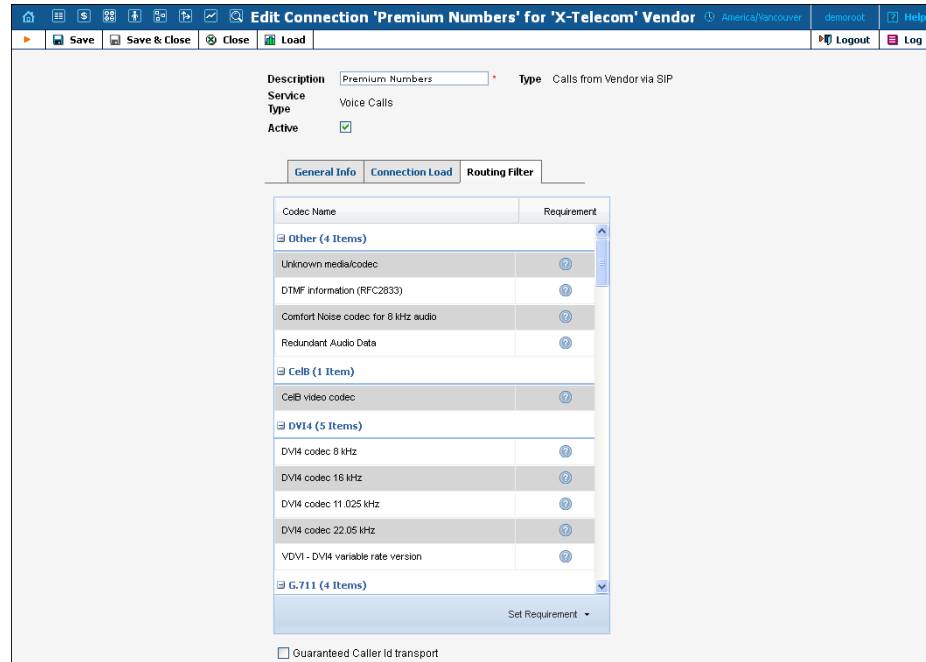 Edit Connection 'Premium Numbers' for 'X-Telecom' Vendor America/Vancouver demoroot ? Help
Save Save & Close Close Load Logout Log
Description Premium Numbers * Type Calls from Vendor via SIP
Service
Type Voice Calls
Active
General Info Connection Load Routing Filter
Codec Name Requirement
Other (4 Items)
Unknown media/codec ?
DTMF information (RFC2833) ?
Comfort Noise codec for 8 kHz audio ?
Redundant Audio Data ?
CelB (1 Item)
CelB video codec ?
DVI4 (5 Items)
DVI4 codec 8 kHz ?
DVI4 codec 16 kHz ?
DVI4 codec 11.025 kHz ?
DVI4 codec 22.05 kHz ?
VDVI - DVI4 variable rate version ?
G.711 (4 Items)
Set Requirement
Guaranteed Caller Id transport